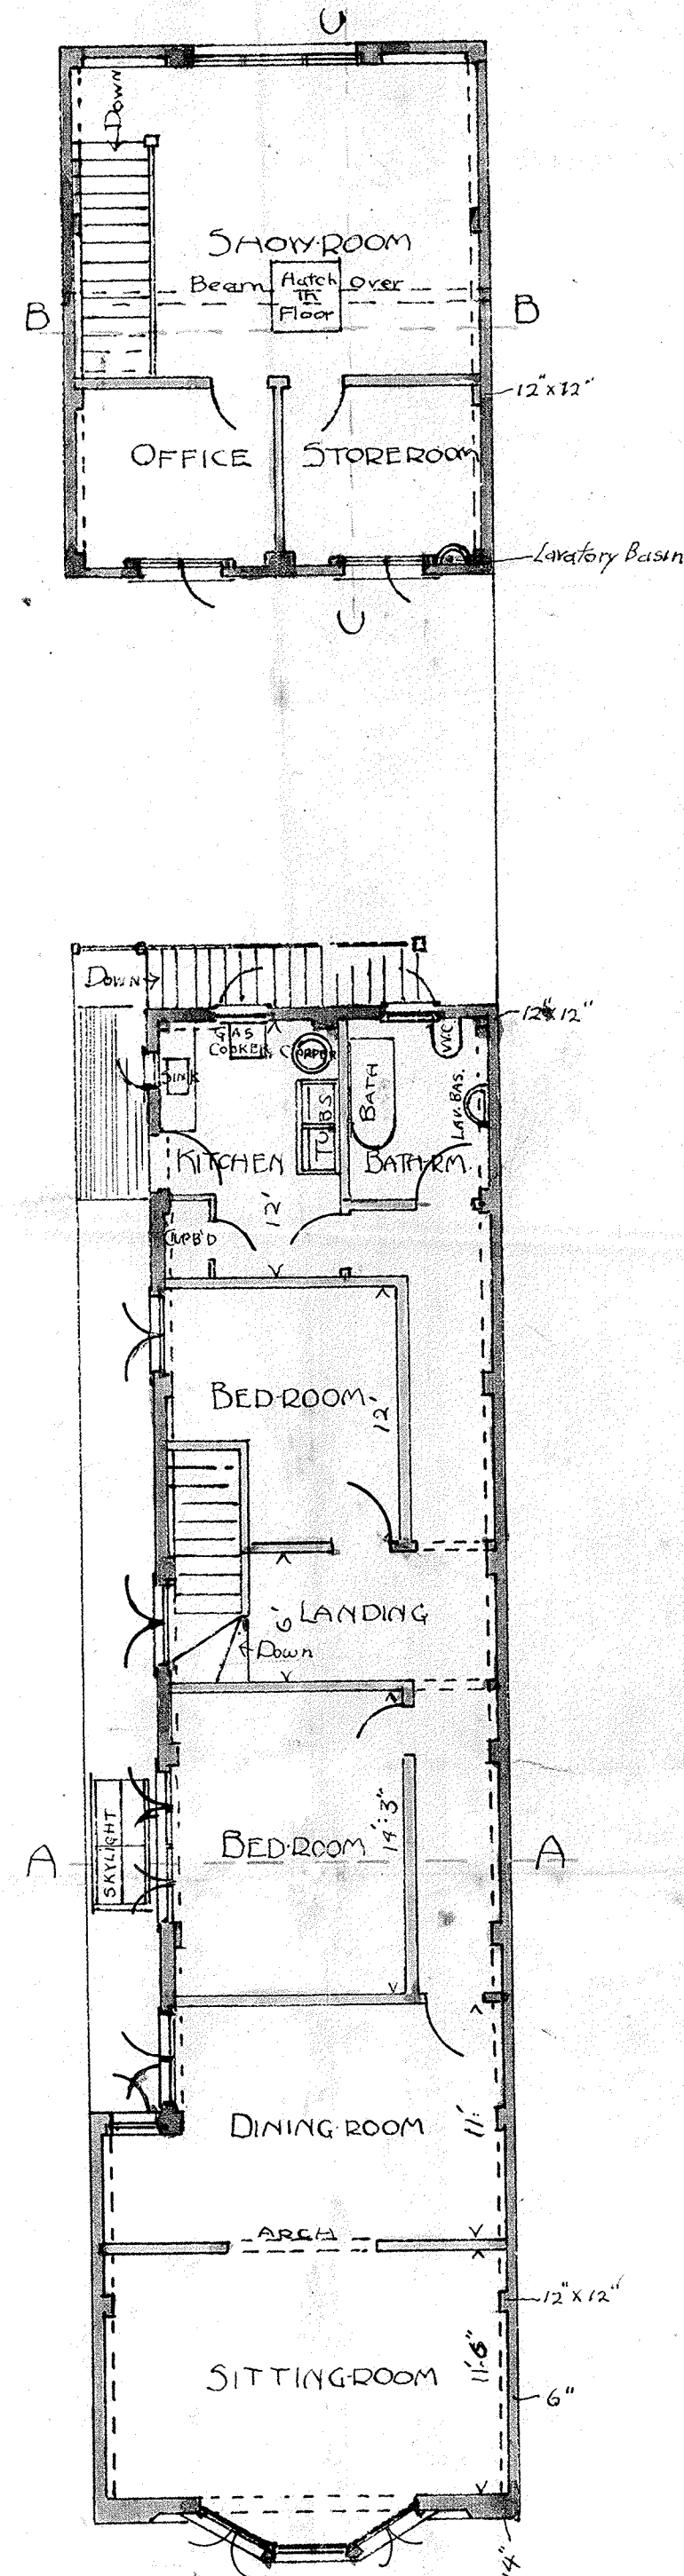 C
Down
SHOW·ROOM
Beam Hatch Over
In
Floor
B
B
12"x12"
OFFICE
STOREROOM
Lavatory Basin
C
Down
12"x12"
GAS
COOKER
COPPER
W.C
SINK
TUBS
BATH
LAV. BAS.
KITCHEN
BATH·RM.
12'
CUPB'D
BED·ROOM
12'
6'
LANDING
Down
BED·ROOM
14':3"
SKYLIGHT
A
A
DINING·ROOM
11'
ARCH
12"x12"
11'·6"
SITTING·ROOM
6"